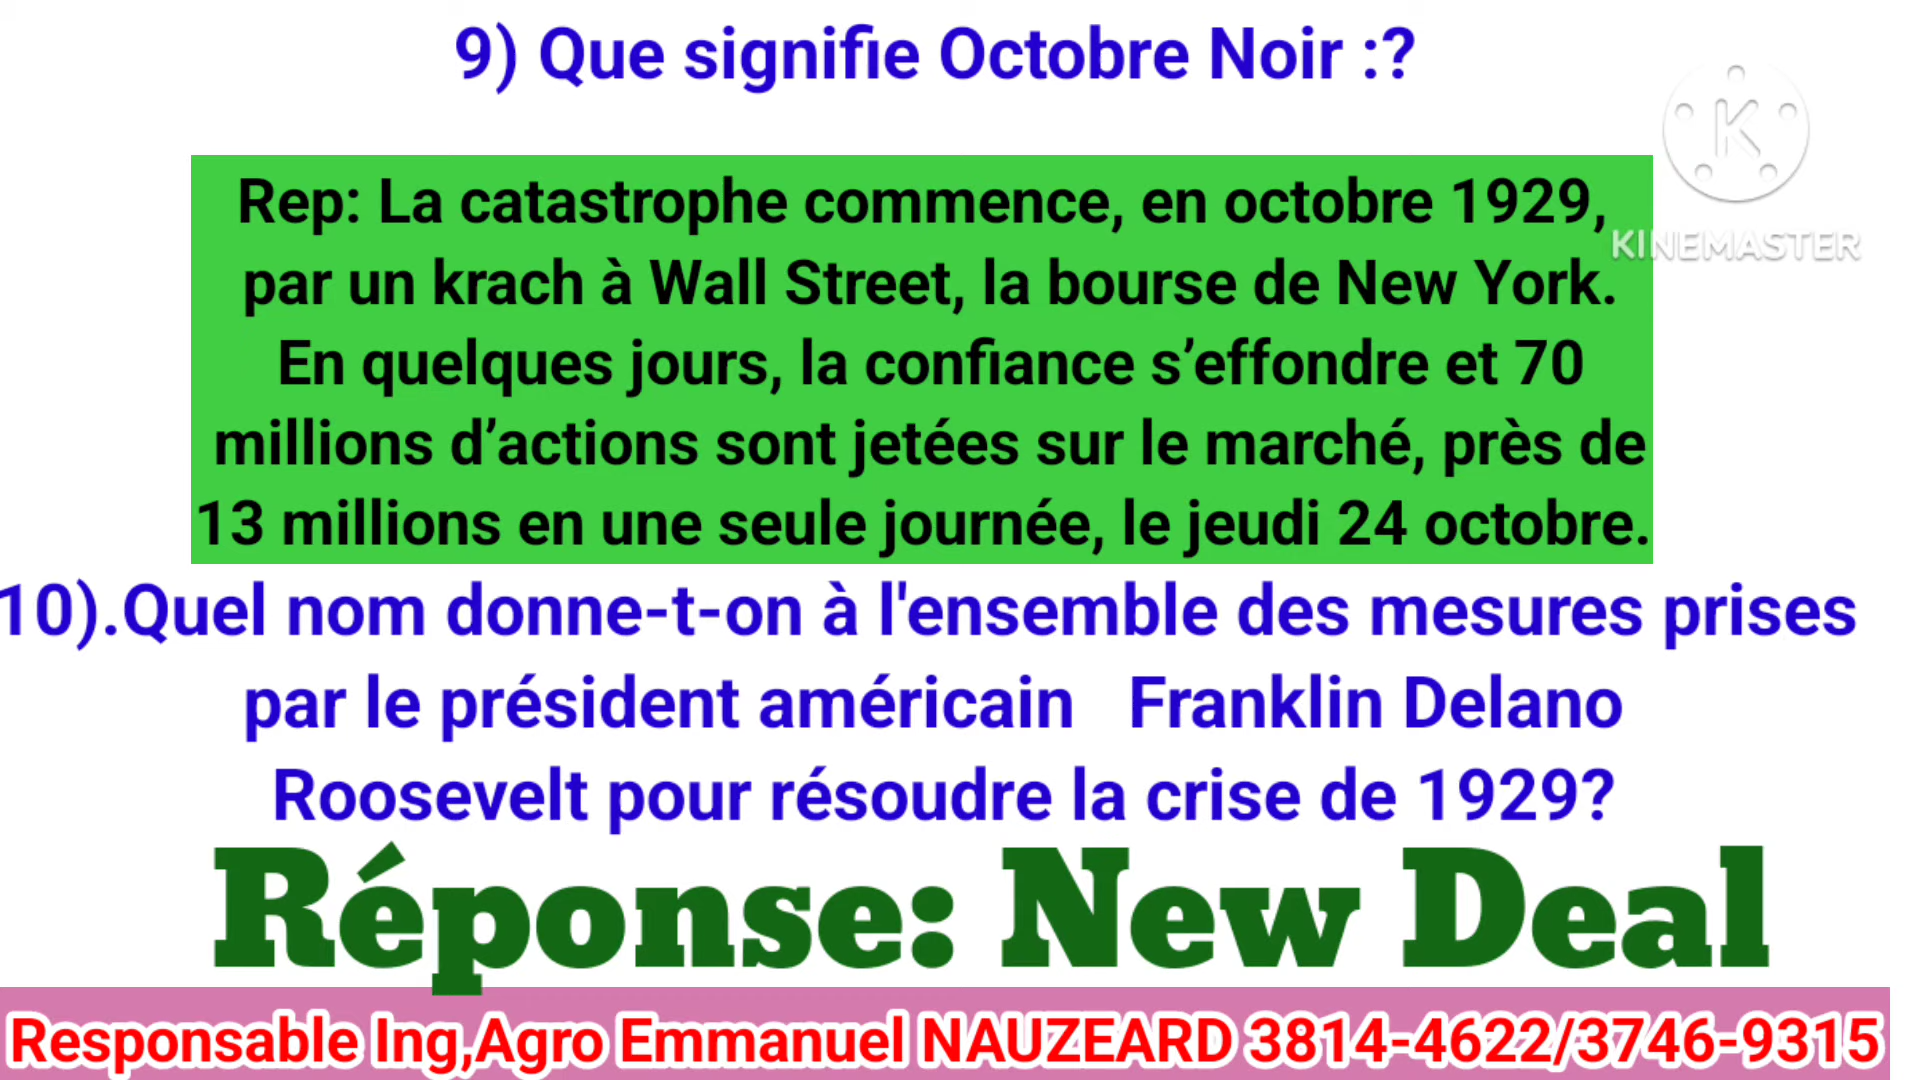 9) Que signifie Octobre Noir :?
K
KINEMASTER
Rep: La catastrophe commence, en octobre 1929,
par un krach à Wall Street, la bourse de New York.
En quelques jours, la confiance s’effondre et 70
millions d’actions sont jetées sur le marché, près de
13 millions en une seule journée, le jeudi 24 octobre.
10).Quel nom donne-t-on à l'ensemble des mesures prises
par le président américain Franklin Delano
Roosevelt pour résoudre la crise de 1929?
Réponse: New Deal
Responsable Ing,Agro Emmanuel NAUZEARD 3814-4622/3746-9315